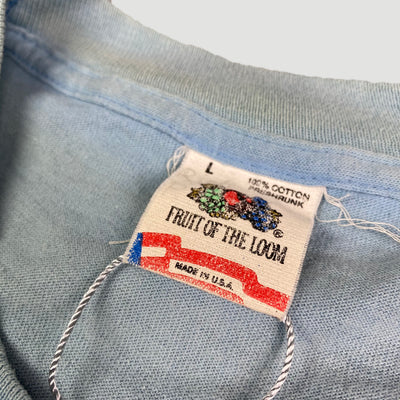 L
100% COTTON
PRESHRUNK
®
FRUIT OF THE LOOM
MADE IN U.S.A.